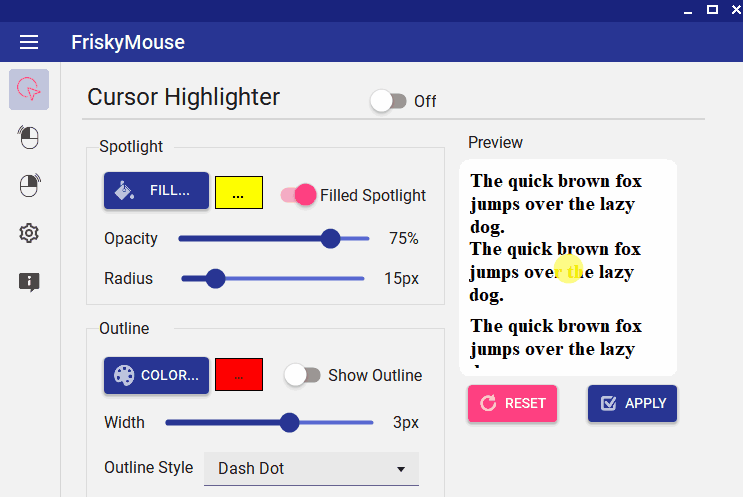 FriskyMouse
Cursor Highlighter
Off
Spotlight
FILL...
...
Filled Spotlight
Opacity
75%
Radius
15px
Outline
COLOR...
...
Show Outline
Width
3px
Outline Style
Dash Dot
Preview
The quick brown fox
jumps over the lazy
dog.
The quick brown fox
jumps over the lazy
dog.
The quick brown fox
jumps over the lazy
RESET
APPLY